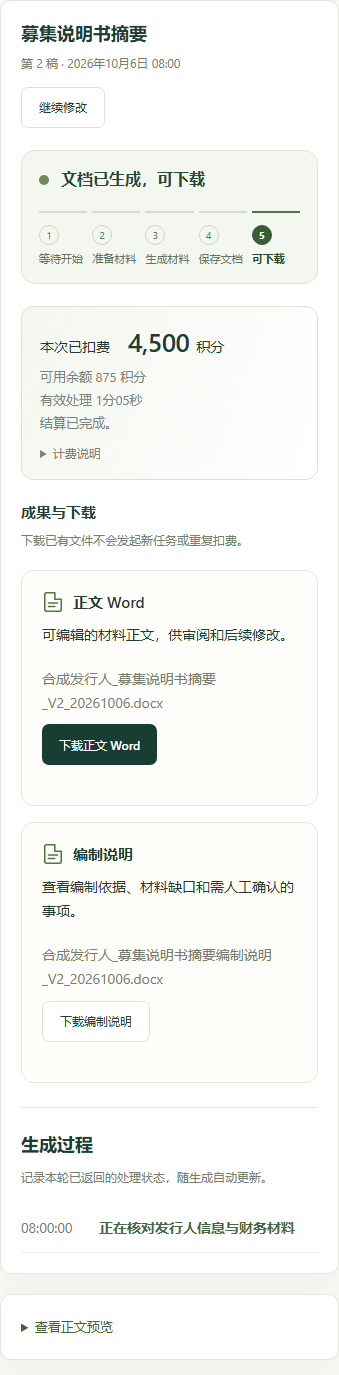 募集说明书摘要
第 2 稿 · 2026年10月6日 08:00
继续修改
文档已生成，可下载
1 2 3 4 5
等待开始 准备材料 生成材料 保存文档 可下载
本次已扣费 4,500 积分
可用余额 875 积分
有效处理 1分05秒
结算已完成。
计费说明
成果与下载
下载已有文件不会发起新任务或重复扣费。
正文 Word
可编辑的材料正文，供审阅和后续修改。
合成发行人_募集说明书摘要
_V2_20261006.docx
下载正文 Word
编制说明
查看编制依据、材料缺口和需人工确认的
事项。
合成发行人_募集说明书摘要编制说明
_V2_20261006.docx
下载编制说明
生成过程
记录本轮已返回的处理状态，随生成自动更新。
08:00:00 正在核对发行人信息与财务材料
查看正文预览